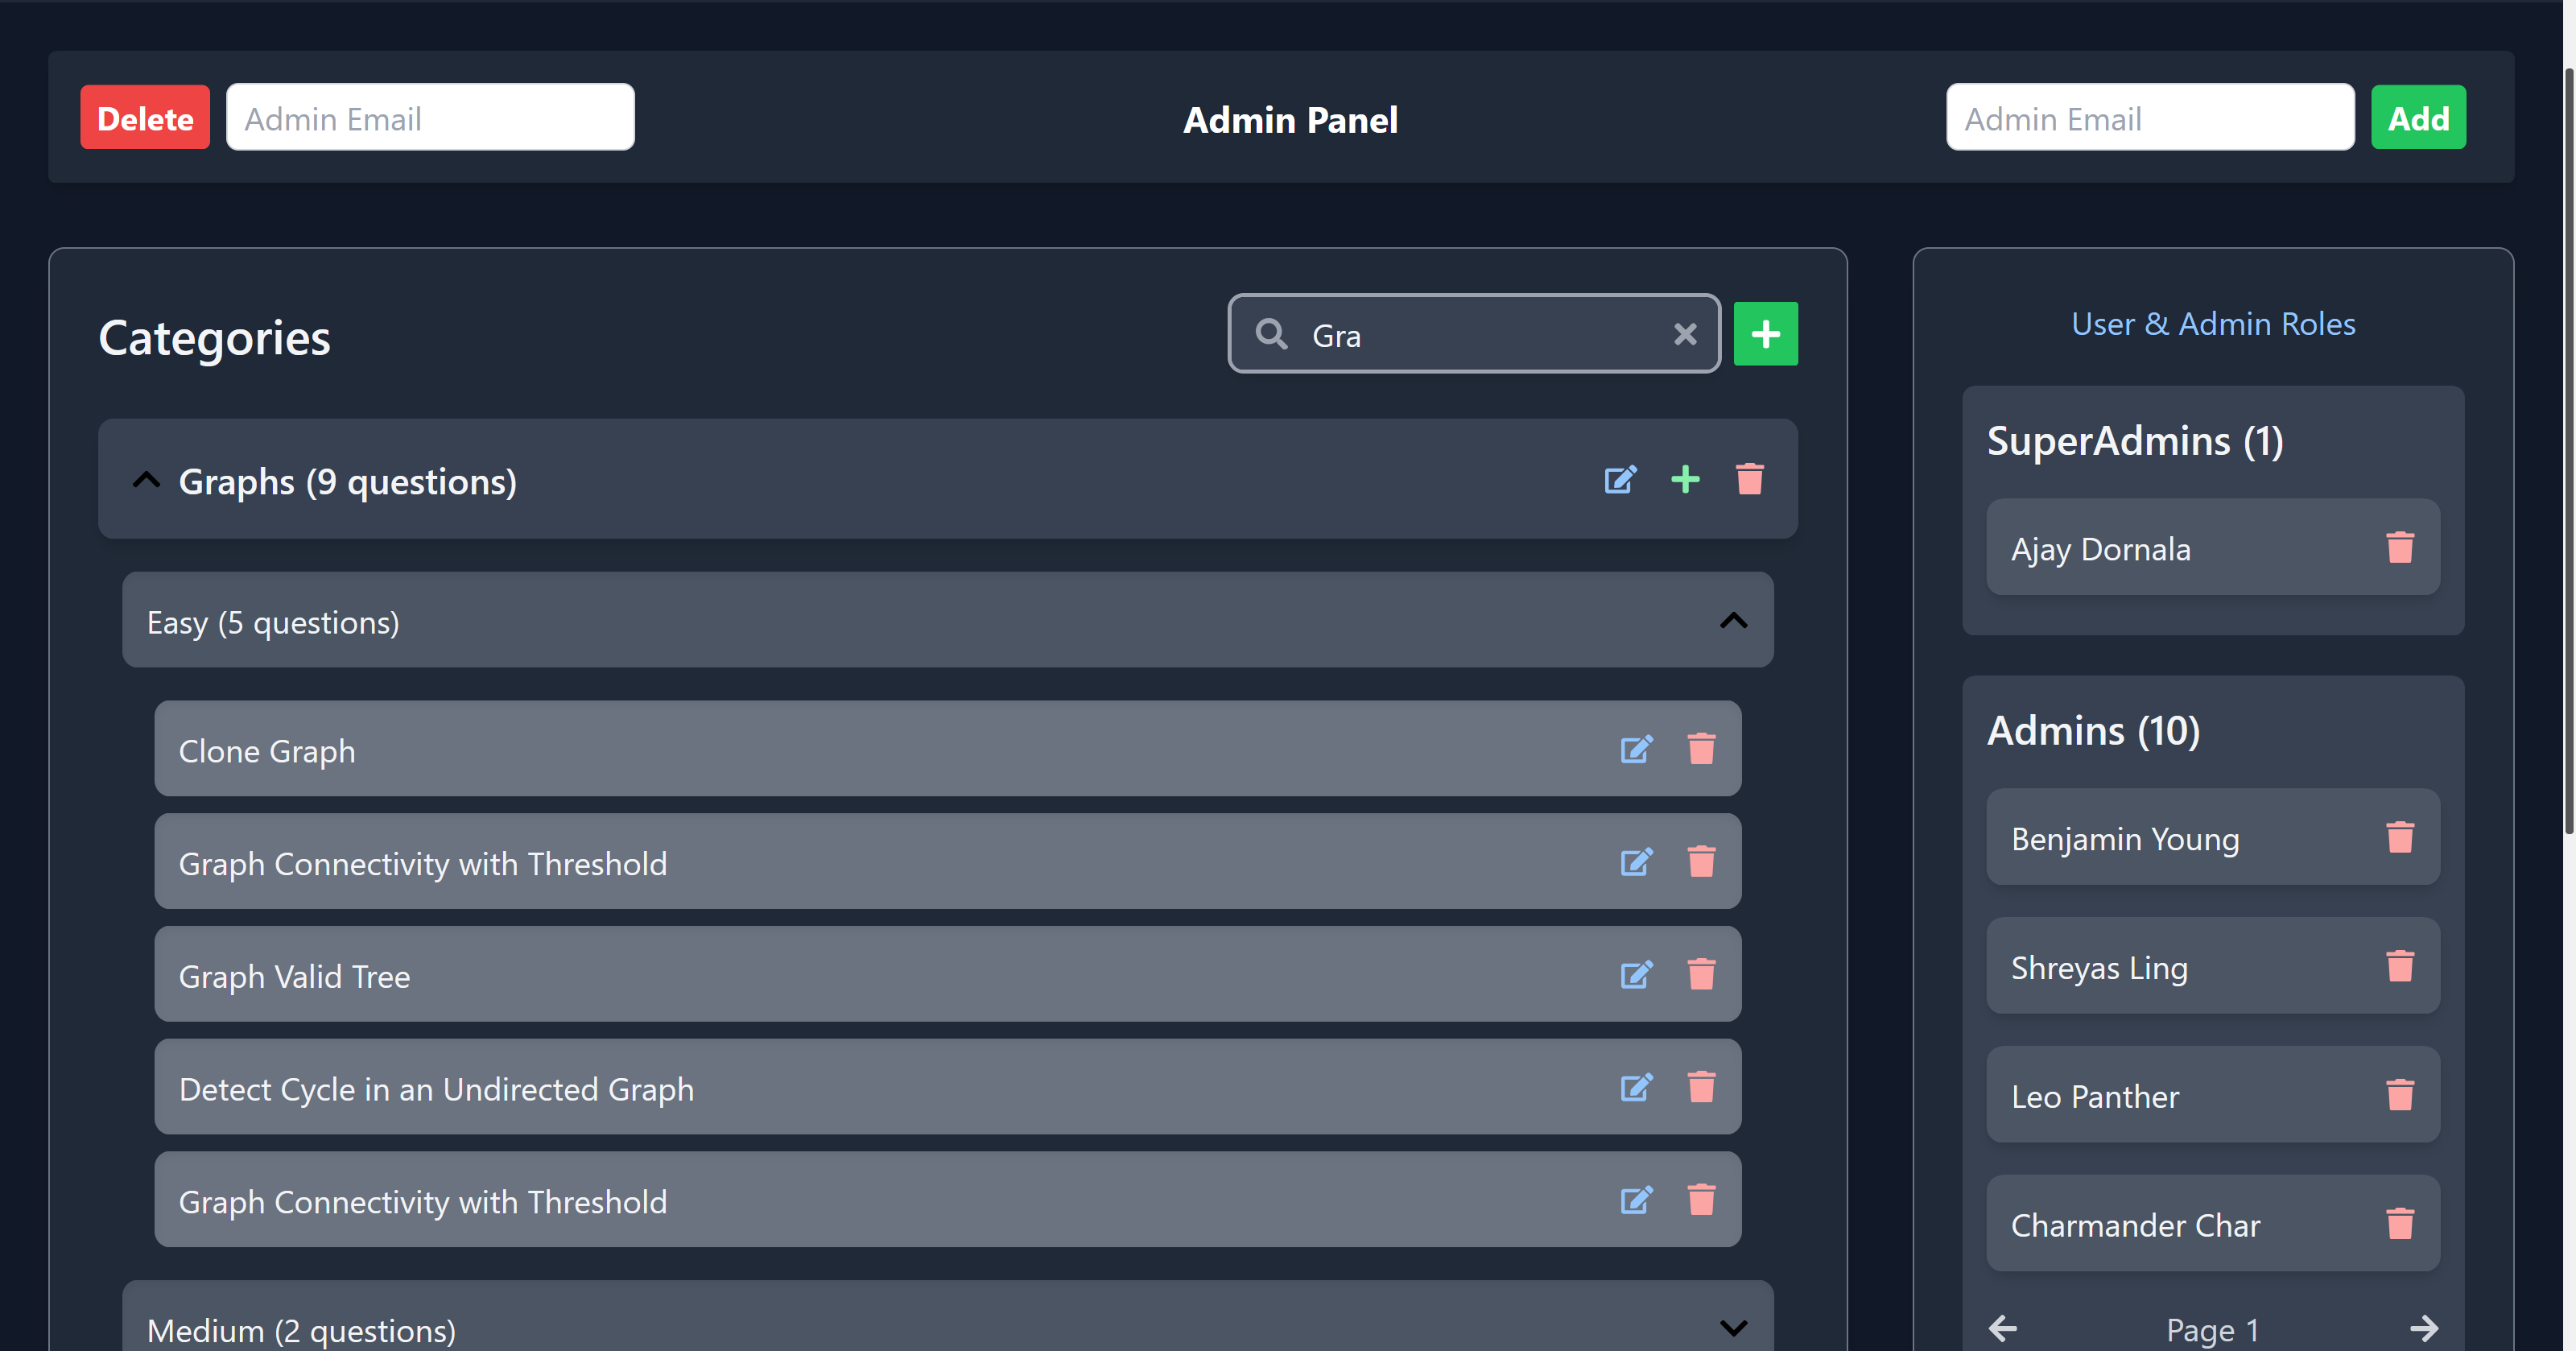 Delete
Admin Email
Admin Panel
Admin Email
Add
Categories
Gra
Graphs (9 questions)
Easy (5 questions)
Clone Graph
Graph Connectivity with Threshold
Graph Valid Tree
Detect Cycle in an Undirected Graph
Graph Connectivity with Threshold
Medium (2 questions)
User & Admin Roles
SuperAdmins (1)
Ajay Dornala
Admins (10)
Benjamin Young
Shreyas Ling
Leo Panther
Charmander Char
Page 1